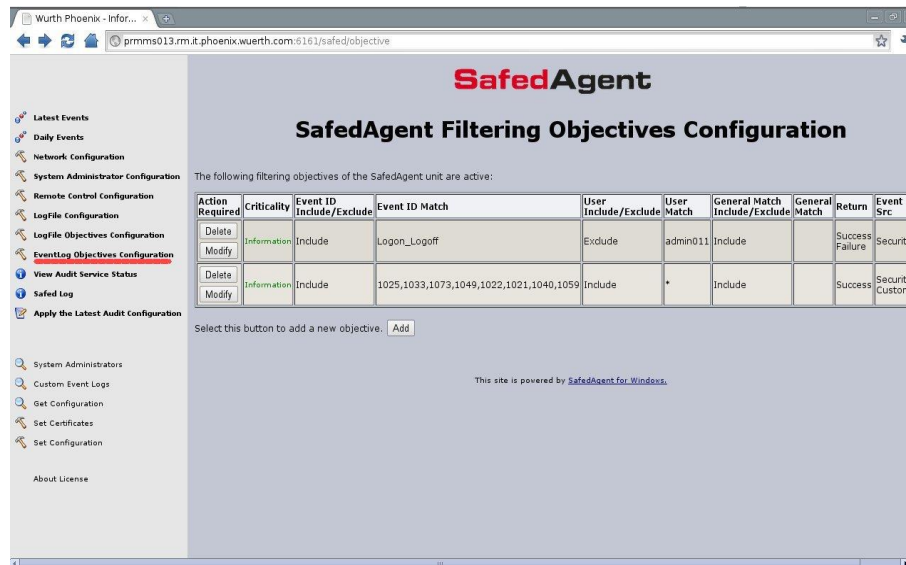 Wurth Phoenix - Infor...
prmms013.rm.it.phoenix.wuerth.com:6161/safed/objective
SafedAgent
SafedAgent Filtering Objectives Configuration
Latest Events
Daily Events
Network Configuration
System Administrator Configuration
Remote Control Configuration
LogFile Configuration
LogFile Objectives Configuration
EventLog Objectives Configuration
View Audit Service Status
Safed Log
Apply the Latest Audit Configuration
System Administrators
Custom Event Logs
Get Configuration
Set Certificates
Set Configuration
About License
The following filtering objectives of the SafedAgent unit are active:
Action Required Criticality Event ID Include/Exclude Event ID Match User Include/Exclude User Match General Match Include/Exclude General Match Return Event Src
Delete Modify Information Include Logon_Logoff Exclude admin011 Include Success Failure Securit
Delete Modify Information Include 1025,1033,1073,1049,1022,1021,1040,1059 Include * Include Success Securit Custom
Select this button to add a new objective. Add
This site is powered by SafedAgent for Windows.